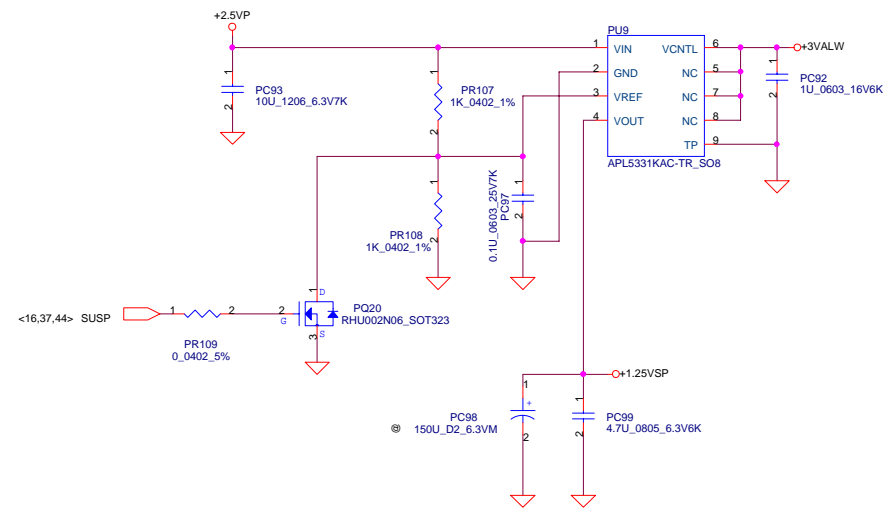 +2.5VP
PC93
10U_1206_6.3V7K
1
2
PR107
1K_0402_1%
1
2
PU9
1 VIN VCNTL 6
2 GND NC 5
3 VREF NC 7
4 VOUT NC 8
TP 9
APL5331KAC-TR_SO8
+3VALW
PC92
1U_0603_16V6K
1
2
PR108
1K_0402_1%
1
2
0.1U_0603_25V7K
PC97
1
2
<16,37,44> SUSP
1 2
PR109
0_0402_5%
1 D
2 G
3 S
PQ20
RHU002N06_SOT323
+1.25VSP
1
+
PC98
@ 150U_D2_6.3VM
2
1
PC99
4.7U_0805_6.3V6K
2